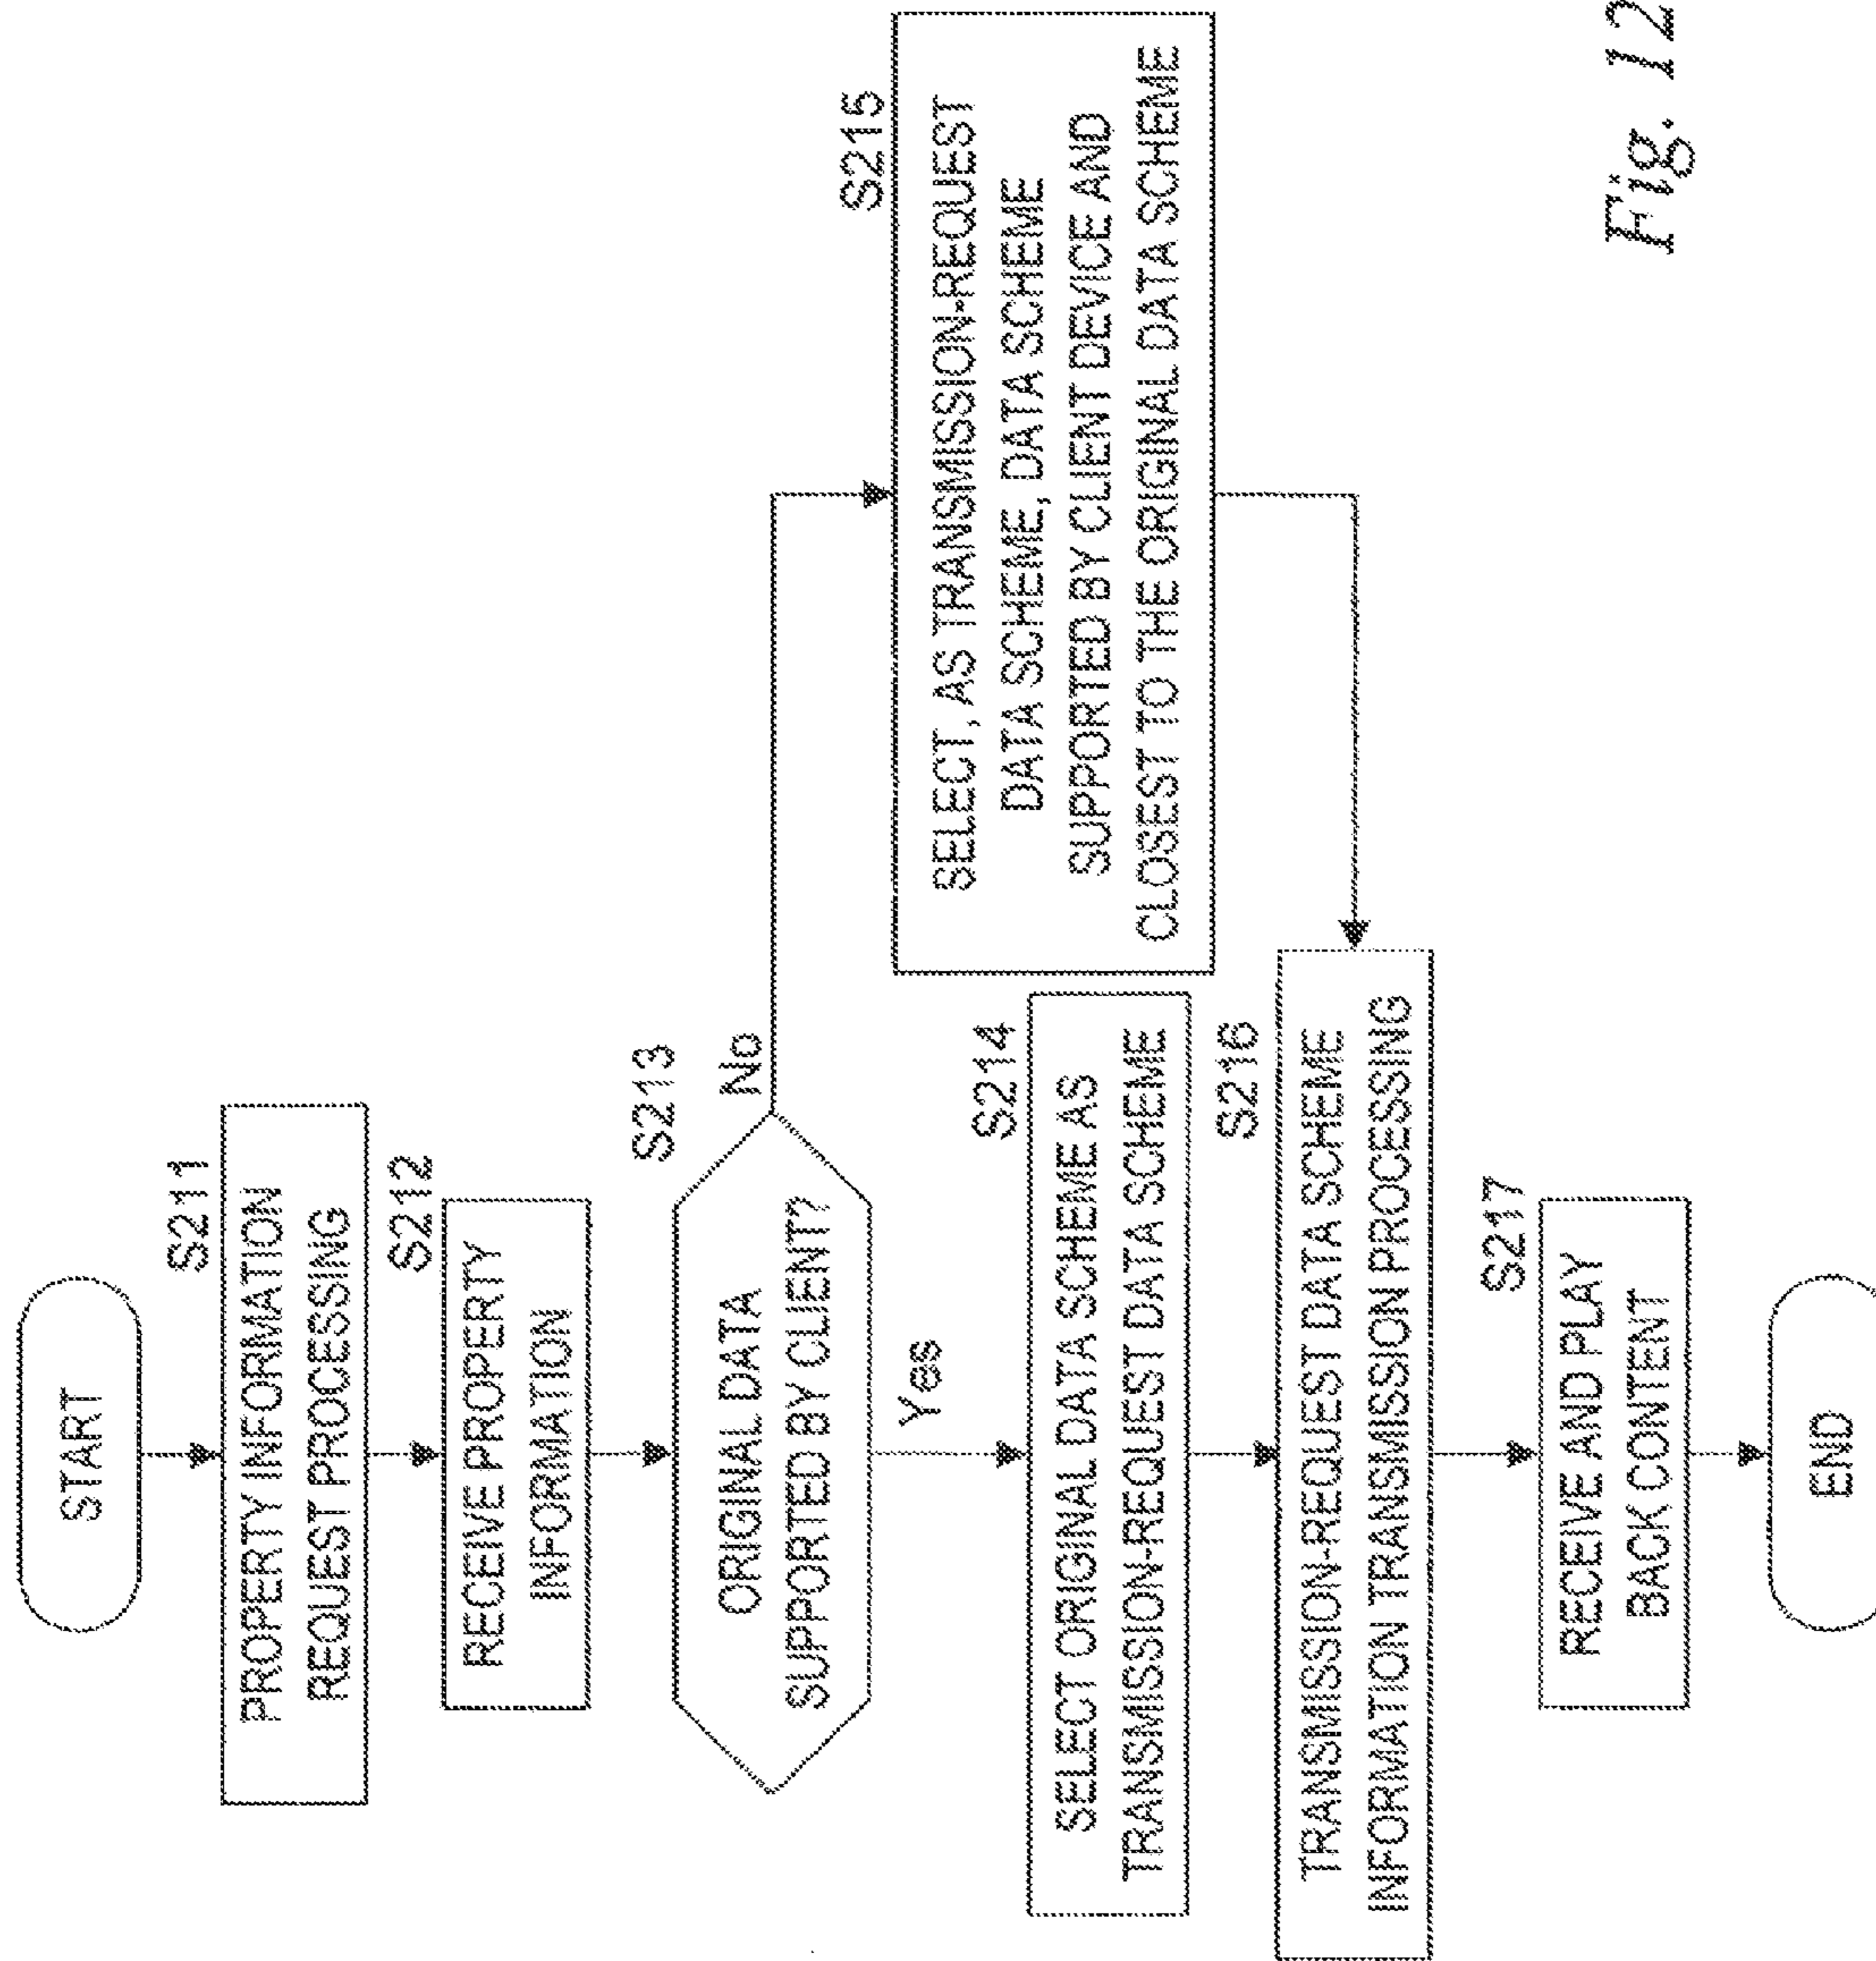 START
S211
PROPERTY INFORMATION
REQUEST PROCESSING
S212
RECEIVE PROPERTY
INFORMATION
S213
ORIGINAL DATA
SUPPORTED BY CLIENT?
No
Yes
S215
SELECT, AS TRANSMISSION-REQUEST
DATA SCHEME, DATA SCHEME
SUPPORTED BY CLIENT DEVICE AND
CLOSEST TO THE ORIGINAL DATA SCHEME
S214
SELECT ORIGINAL DATA SCHEME AS
TRANSMISSION-REQUEST DATA SCHEME
S216
TRANSMISSION-REQUEST DATA SCHEME
INFORMATION TRANSMISSION PROCESSING
S217
RECEIVE AND PLAY
BACK CONTENT
END
Fig. 12